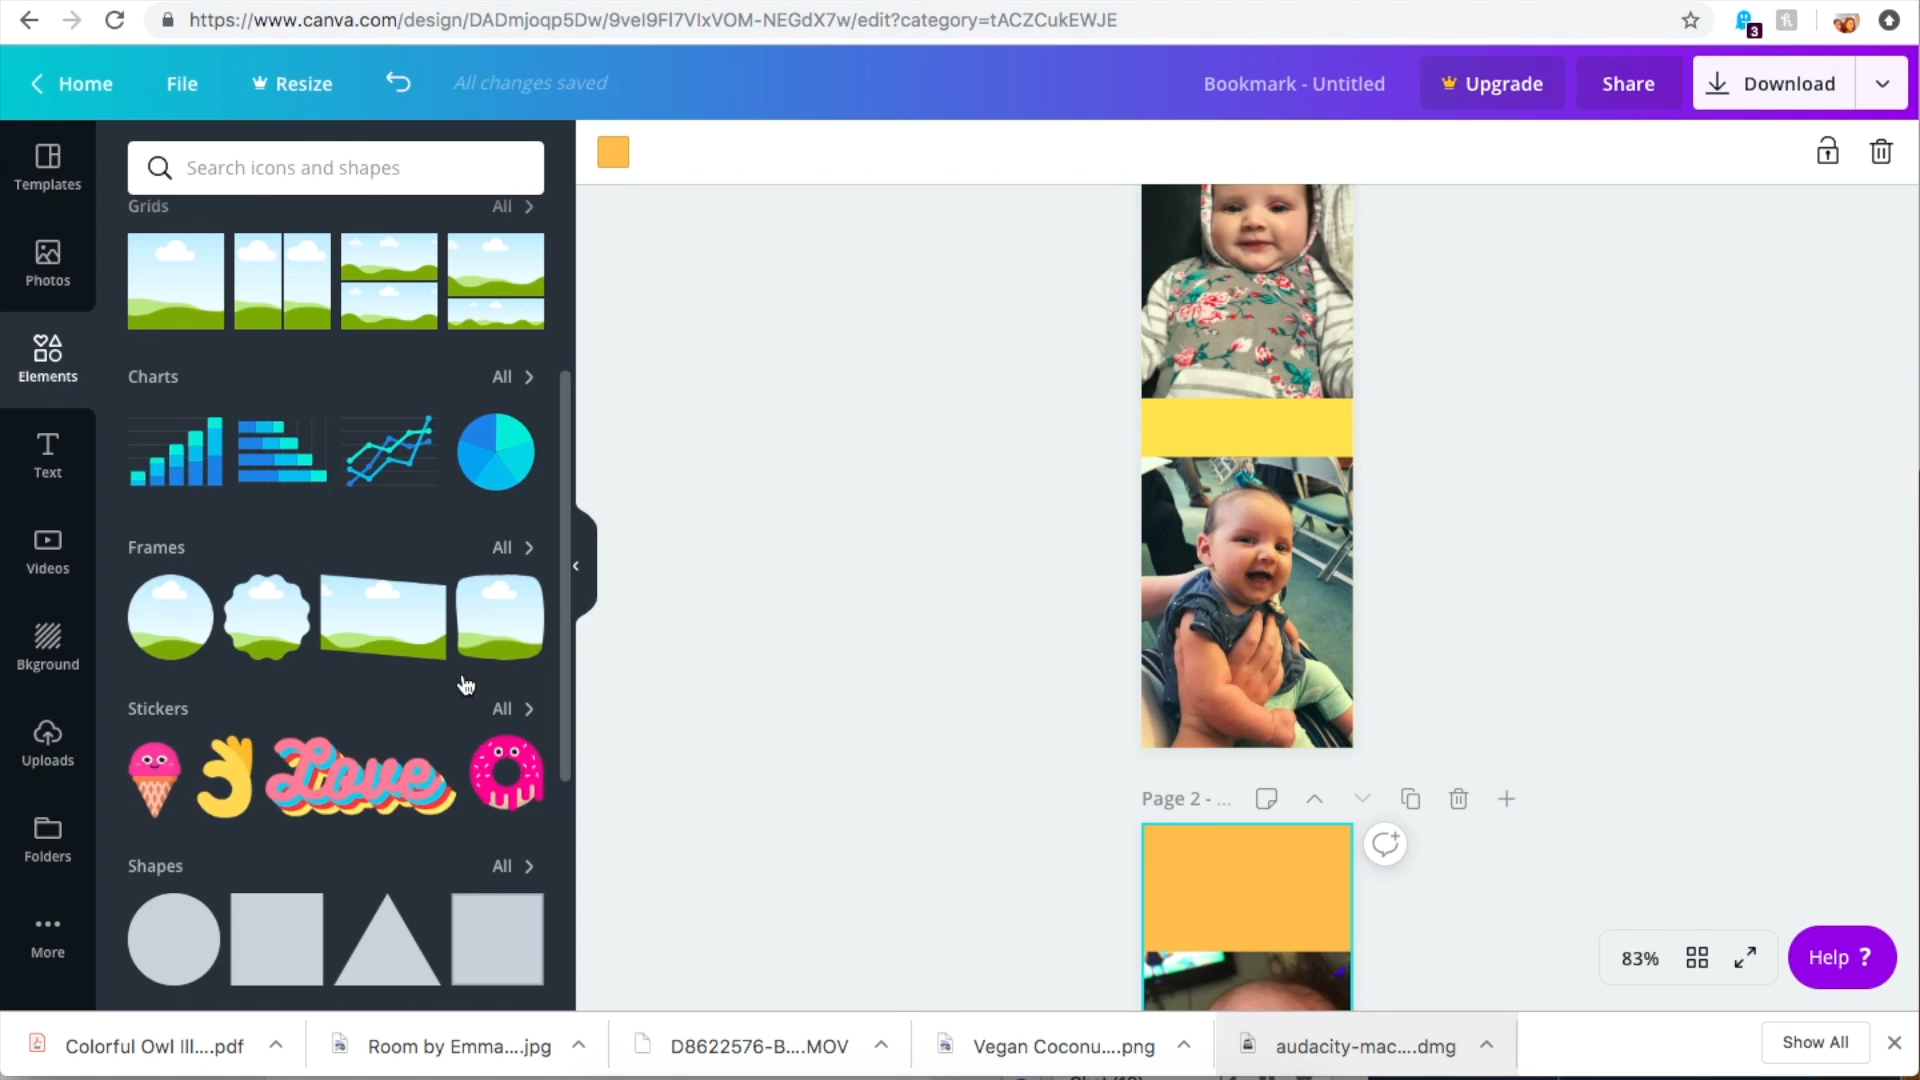 https://www.canva.com/design/DADmjoqp5Dw/9vel9FI7VIxVOM-NEGdX7w/edit?category=tACZCukEWJE
3
Home
File
Resize
All changes saved
Bookmark - Untitled
Upgrade
Share
Download
Templates
Photos
Elements
Text
Videos
Bkground
Uploads
Folders
More
Search icons and shapes
Grids
All
Charts
All
Frames
All
Stickers
All
Love
Shapes
All
Page 2 - ...
83%
Help ?
Colorful Owl Ill....pdf
Room by Emma....jpg
D8622576-B....MOV
Vegan Coconu....png
audacity-mac....dmg
Show All